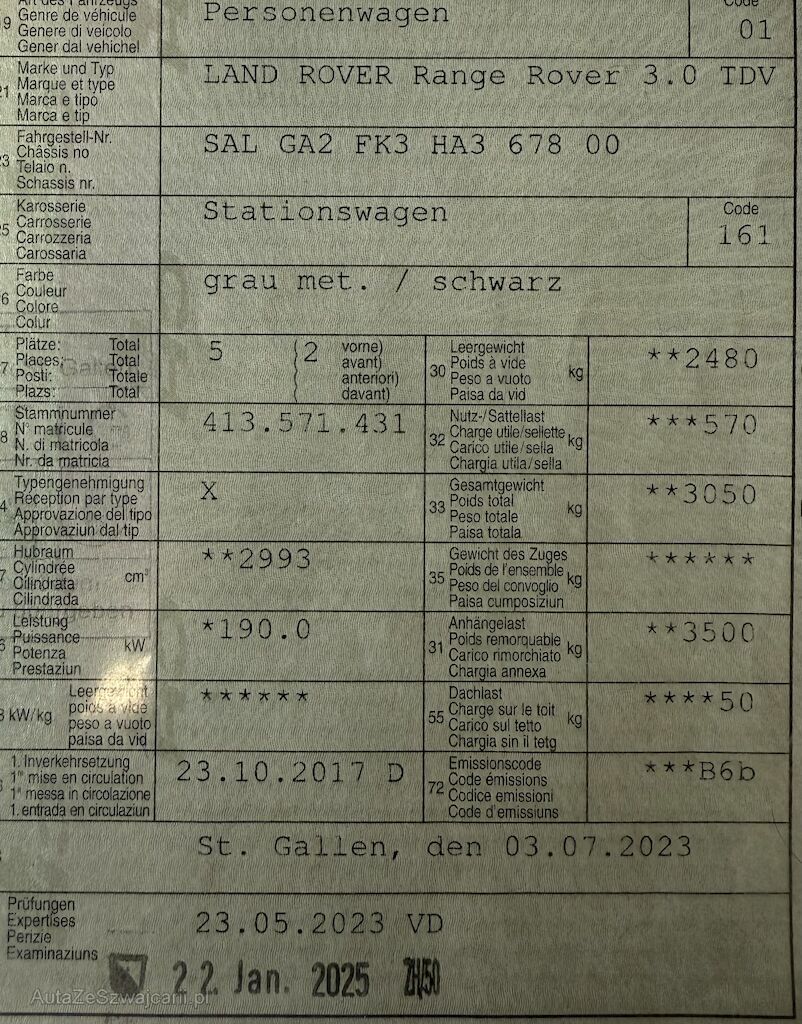 Art des Fahrzeugs
Genre de véhicule
Genere di veicolo
Gener dal vehichel
Personenwagen
Code
01
Marke und Typ
Marque et type
Marca e tipo
Marca e tip
LAND ROVER Range Rover 3.0 TDV
Fahrgestell-Nr.
Châssis no
Telaio n.
Schassis nr.
SAL GA2 FK3 HA3 678 00
Karosserie
Carrosserie
Carrozzeria
Carossaria
Stationswagen
Code
161
Farbe
Couleur
Colore
Colur
grau met. / schwarz
Plätze: Total
Places: Total
Posti: Totale
Plazs: Total
5 (2 vorne)
avant)
anteriori)
davant)
30 Leergewicht
Poids à vide
Peso a vuoto
Paisa da vid
kg
**2480
Stammnummer
N° matricule
N. di matricola
Nr. da matricla
413.571.431
32 Nutz-/Sattellast
Charge utile/sellette
Carico utile/sella
Chargia utila/sella
kg
***570
Typengenehmigung
Réception par type
Approvazione del tipo
Approvaziun dal tip
X
33 Gesamtgewicht
Poids total
Peso totale
Paisa totala
kg
**3050
Hubraum
Cylindrée
Cilindrata
Cilindrada
cm³
**2993
35 Gewicht des Zuges
Poids de l'ensemble
Peso del convoglio
Paisa cumposiziun
kg
******
Leistung
Puissance
Potenza
Prestaziun
kW
*190.0
31 Anhängelast
Poids remorquable
Carico rimorchiato
Chargia annexa
kg
**3500
kW/kg
Leergewicht
poids à vide
peso a vuoto
paisa da vid
******
55 Dachlast
Charge sur le toit
Carico sul tetto
Chargia sin il tetg
kg
****50
1. Inverkehrsetzung
1re mise en circulation
1a messa in circolazione
1. entrada en circulaziun
23.10.2017 D
72 Emissionscode
Code émissions
Codice emissioni
Code d'emissiuns
***B6b
St. Gallen, den 03.07.2023
Prüfungen
Expertises
Perizie
Examinaziuns
23.05.2023 VD
22. Jan. 2025 ZH/50
AutaZeSzwajcarii.pl